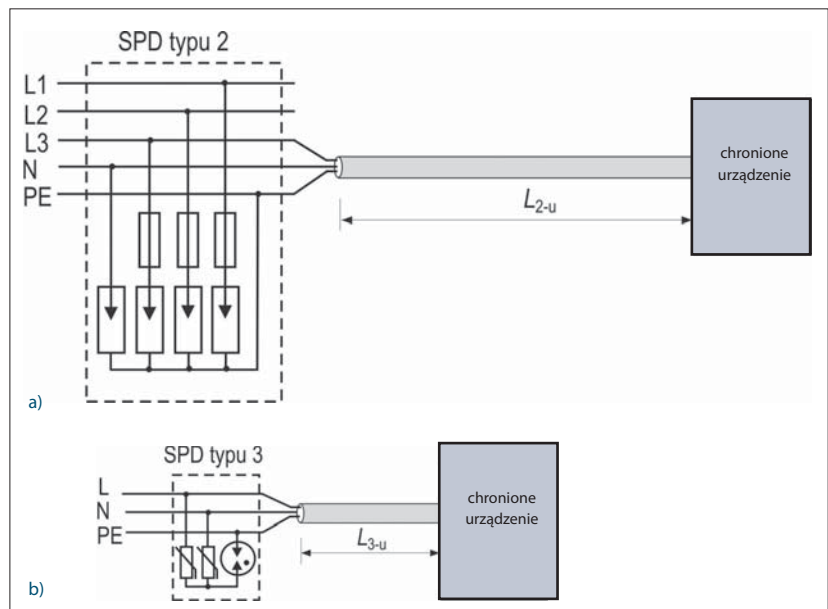 SPD typu 2
L1
L2
L3
N
PE
chronione
urządzenie
L2-u
a)
SPD typu 3
L
N
PE
chronione
urządzenie
L3-u
b)